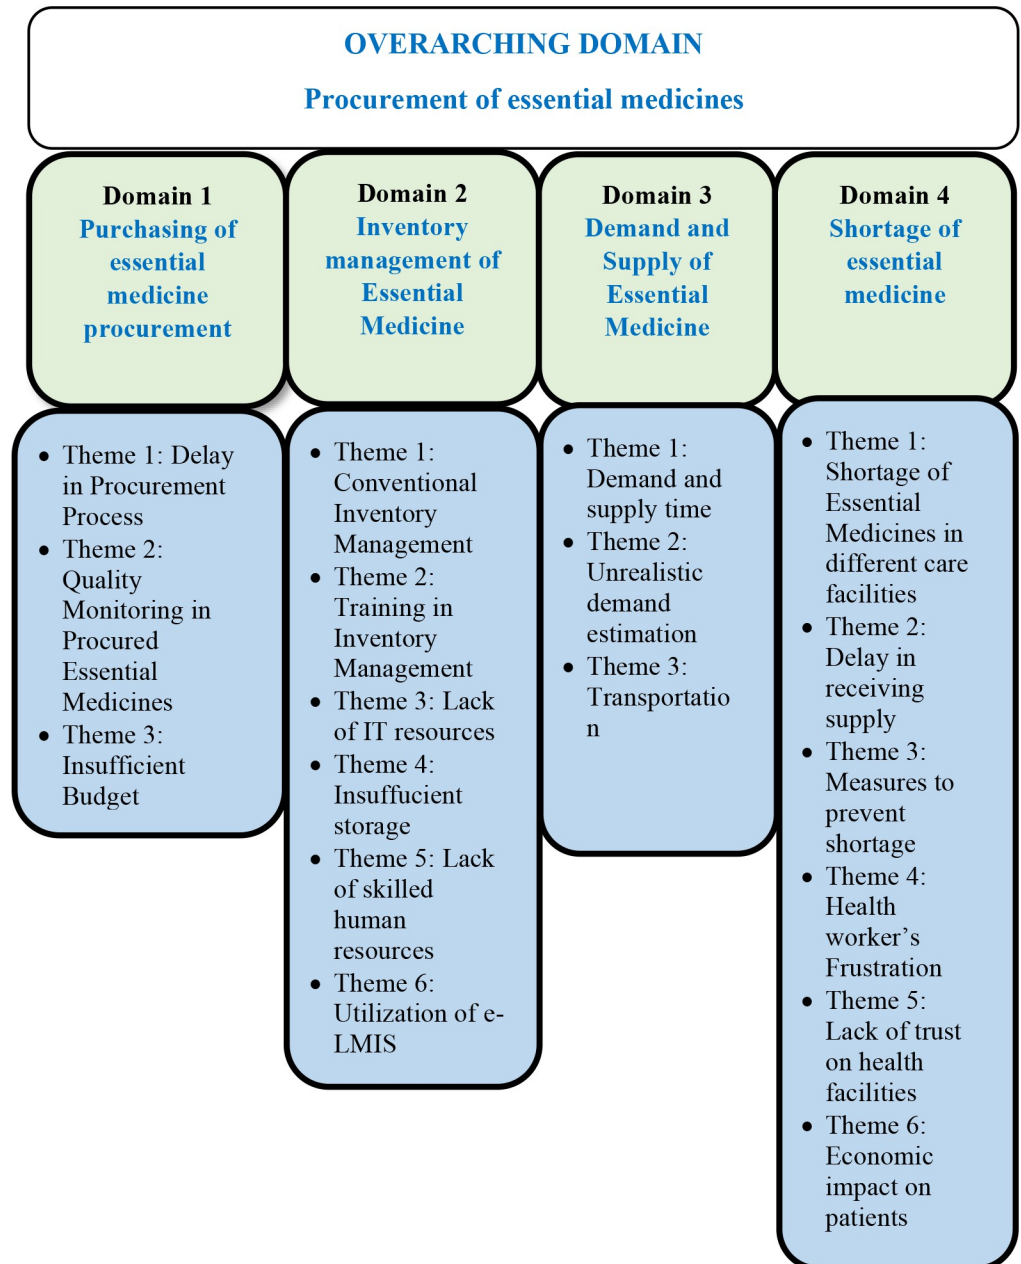 OVERARCHING DOMAIN
Procurement of essential medicines
Domain 1
Purchasing of
essential
medicine
procurement
Domain 2
Inventory
management of
Essential
Medicine
Domain 3
Demand and
Supply of
Essential
Medicine
Domain 4
Shortage of
essential
medicine
• Theme 1: Delay
in Procurement
Process
• Theme 2:
Quality
Monitoring in
Procured
Essential
Medicines
• Theme 3:
Insufficient
Budget
• Theme 1:
Conventional
Inventory
Management
• Theme 2:
Training in
Inventory
Management
• Theme 3: Lack
of IT resources
• Theme 4:
Insuffucient
storage
• Theme 5: Lack
of skilled
human
resources
• Theme 6:
Utilization of e-
LMIS
• Theme 1:
Demand and
supply time
• Theme 2:
Unrealistic
demand
estimation
• Theme 3:
Transportatio
n
• Theme 1:
Shortage of
Essential
Medicines in
different care
facilities
• Theme 2:
Delay in
receiving
supply
• Theme 3:
Measures to
prevent
shortage
• Theme 4:
Health
worker’s
Frustration
• Theme 5:
Lack of trust
on health
facilities
• Theme 6:
Economic
impact on
patients